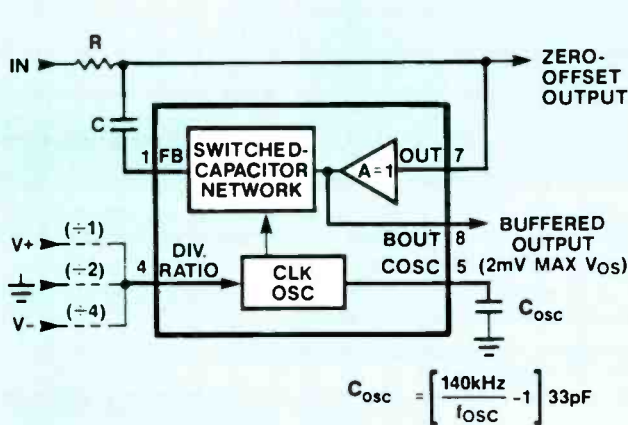 R
IN
ZERO-
OFFSET
OUTPUT
C
1 FB
SWITCHED-
CAPACITOR
NETWORK
A=1
OUT 7
V+ (÷1)
(÷2)
V- (÷4)
4 DIV.
RATIO
CLK
OSC
BOUT 8
COSC 5
BUFFERED
OUTPUT
(2mV MAX VOS)
Cosc
Cosc = [140kHz/fosc -1] 33pF